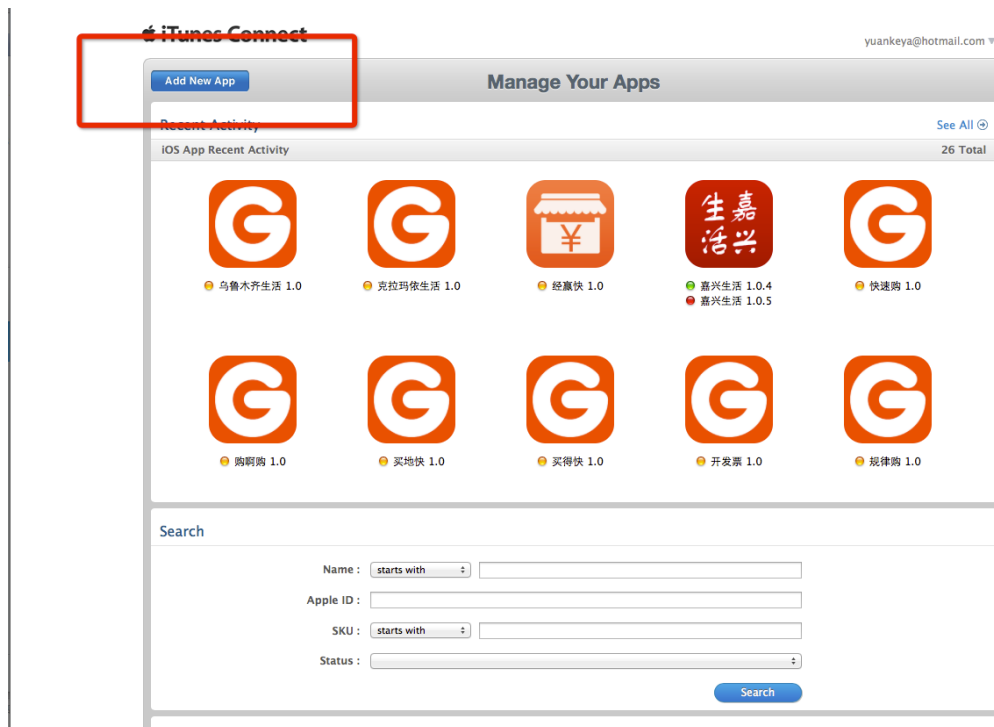 iTunes Connect
yuankeya@hotmail.com
Add New App
Manage Your Apps
Recent Activity
See All
iOS App Recent Activity
26 Total
生嘉
活兴
¥
乌鲁木齐生活 1.0
克拉玛依生活 1.0
经赢快 1.0
嘉兴生活 1.0.4
嘉兴生活 1.0.5
快速购 1.0
购啊购 1.0
买地快 1.0
买得快 1.0
开发票 1.0
规律购 1.0
Search
Name :
starts with
Apple ID :
SKU :
starts with
Status :
Search